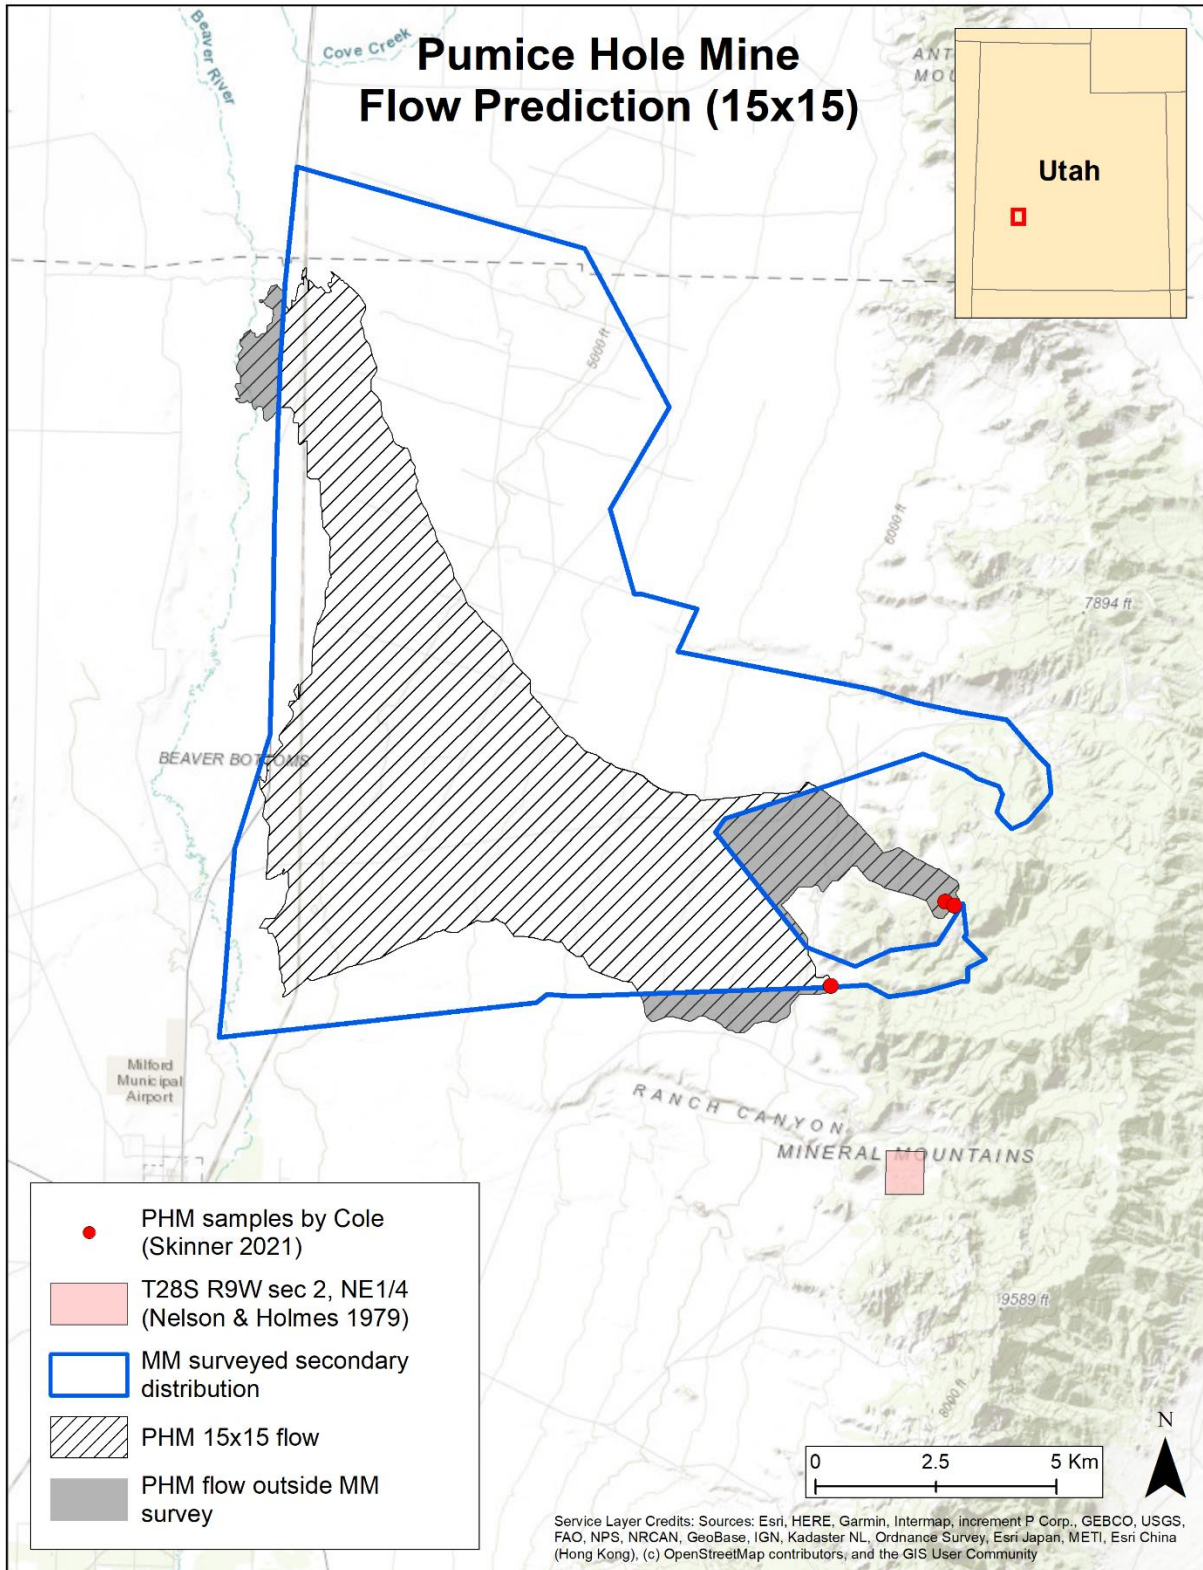 Pumice Hole Mine
Flow Prediction (15x15)
Beaver River
Cove Creek
Utah
5000 ft
6000 ft
7894 ft
BEAVER BOTTOMS
Milford
Municipal
Airport
RANCH CANYON
MINERAL MOUNTAINS
9589 ft
8000 ft
PHM samples by Cole
(Skinner 2021)
T28S R9W sec 2, NE1/4
(Nelson & Holmes 1979)
MM surveyed secondary
distribution
PHM 15x15 flow
PHM flow outside MM
survey
N
0 2.5 5 Km
Service Layer Credits: Sources: Esri, HERE, Garmin, Intermap, increment P Corp., GEBCO, USGS,
FAO, NPS, NRCAN, GeoBase, IGN, Kadaster NL, Ordnance Survey, Esri Japan, METI, Esri China
(Hong Kong), (c) OpenStreetMap contributors, and the GIS User Community